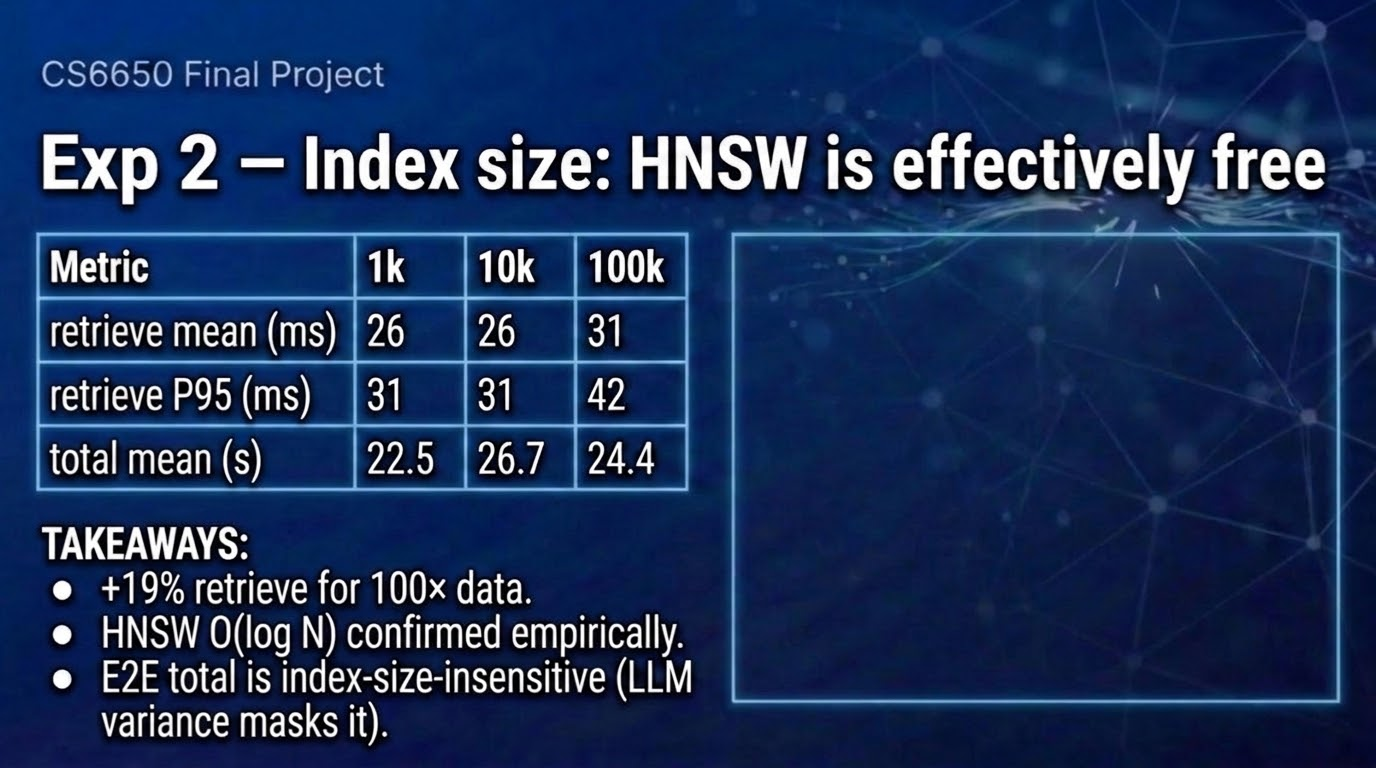 CS6650 Final Project
Exp 2 — Index size: HNSW is effectively free
Metric 1k 10k 100k
retrieve mean (ms) 26 26 31
retrieve P95 (ms) 31 31 42
total mean (s) 22.5 26.7 24.4
TAKEAWAYS:
● +19% retrieve for 100× data.
● HNSW O(log N) confirmed empirically.
● E2E total is index-size-insensitive (LLM
variance masks it).